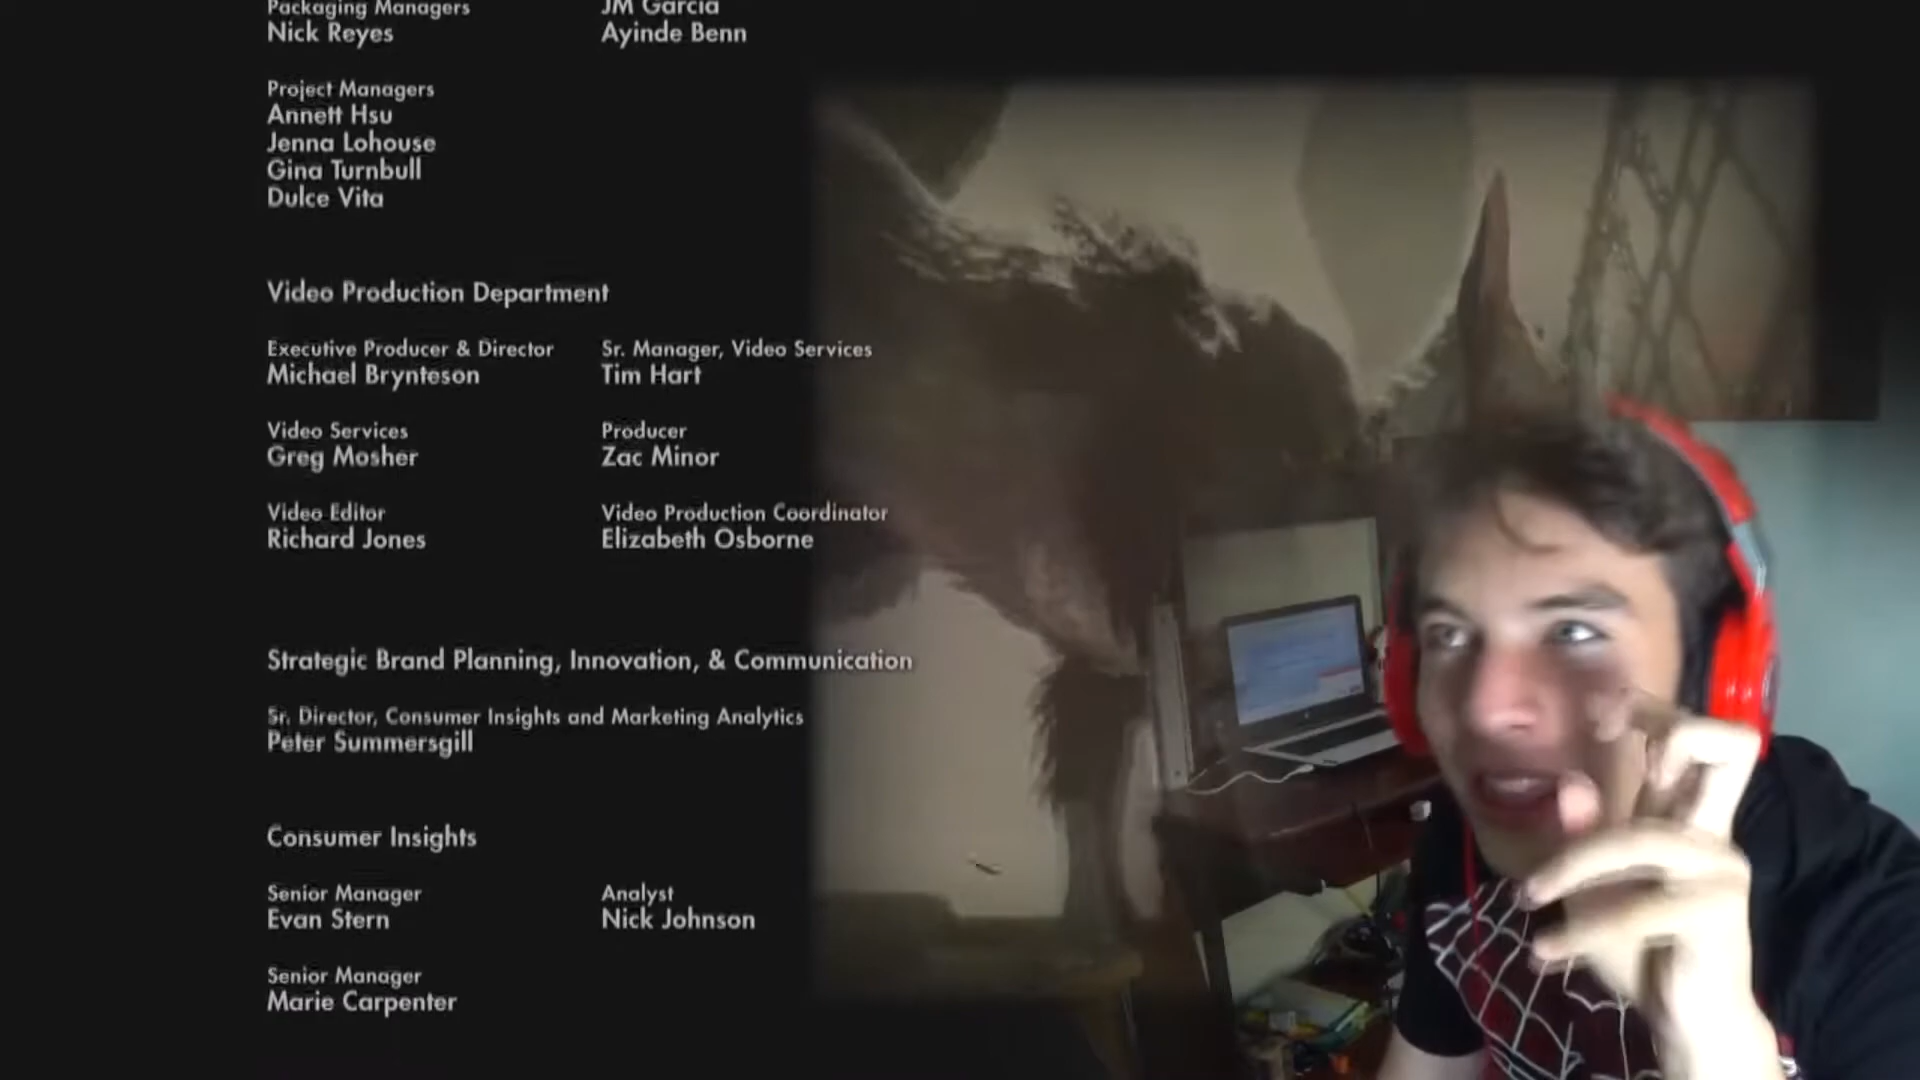 Packaging Managers
Nick Reyes
JM Garcia
Ayinde Benn
Project Managers
Annett Hsu
Jenna Lohouse
Gina Turnbull
Dulce Vita
Video Production Department
Executive Producer & Director
Michael Brynteson
Sr. Manager, Video Services
Tim Hart
Video Services
Greg Mosher
Producer
Zac Minor
Video Editor
Richard Jones
Video Production Coordinator
Elizabeth Osborne
Strategic Brand Planning, Innovation, & Communication
Sr. Director, Consumer Insights and Marketing Analytics
Peter Summersgill
Consumer Insights
Senior Manager
Evan Stern
Analyst
Nick Johnson
Senior Manager
Marie Carpenter